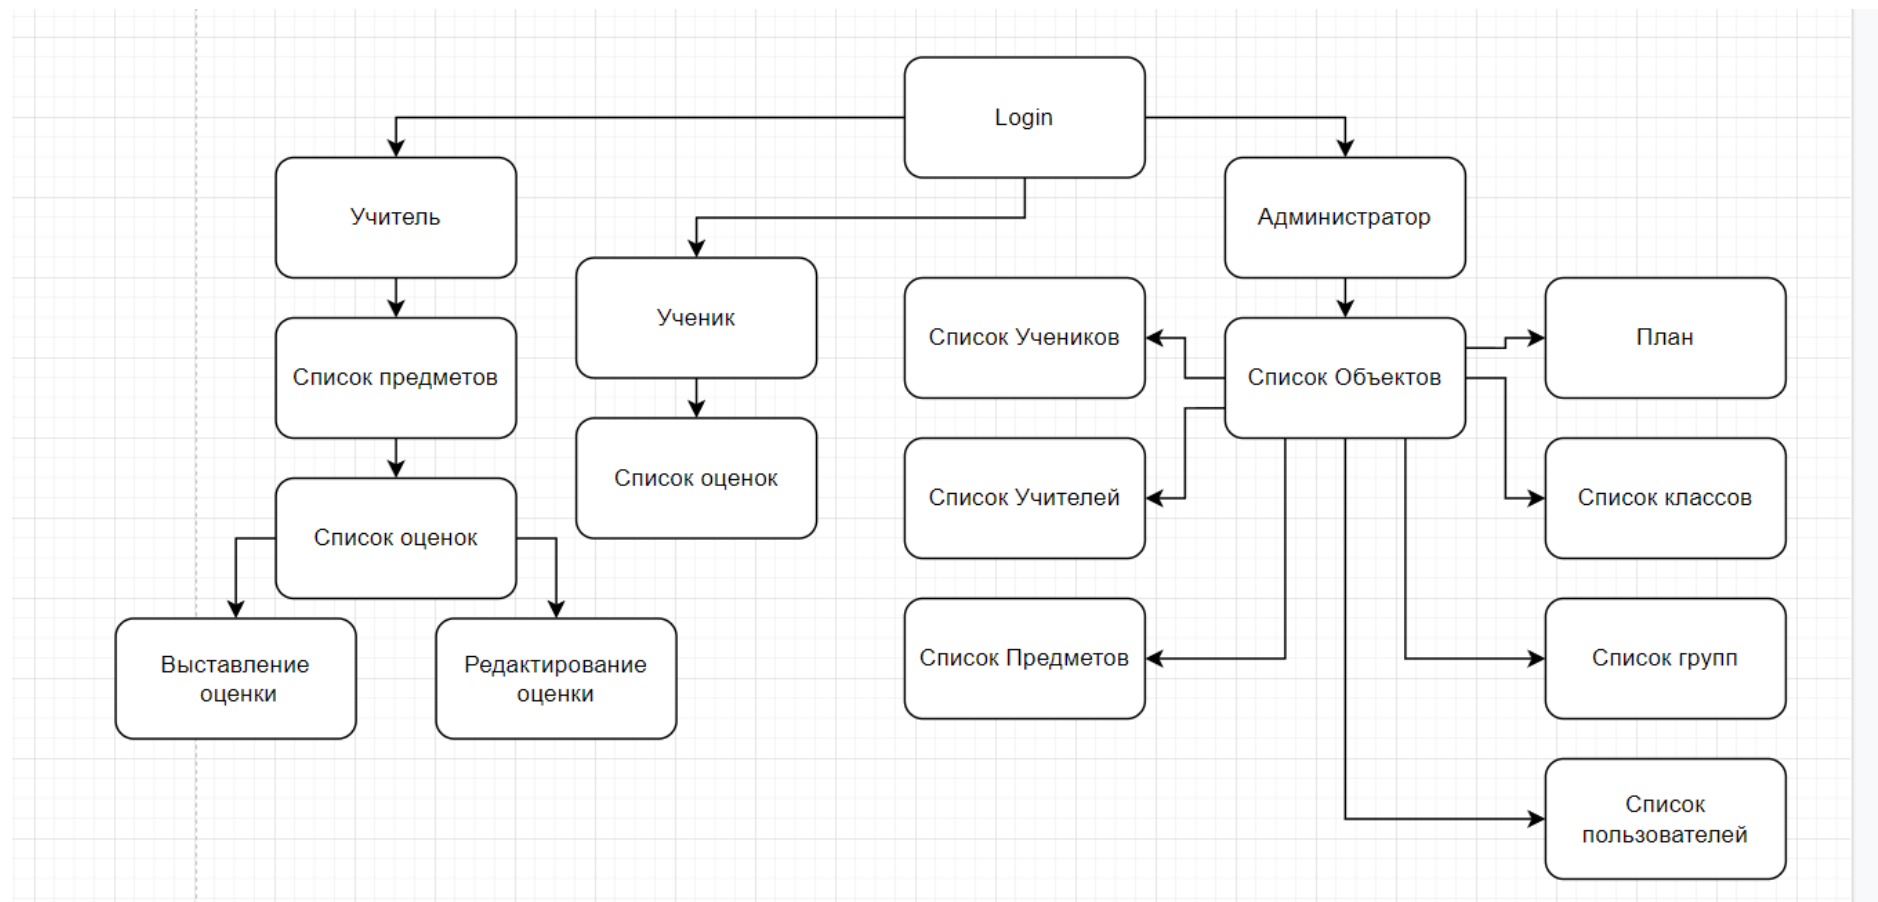 Login
Учитель
Администратор
Ученик
Список Учеников
План
Список предметов
Список Объектов
Список оценок
Список Учителей
Список классов
Список оценок
Выставление
оценки
Редактирование
оценки
Список Предметов
Список групп
Список
пользователей